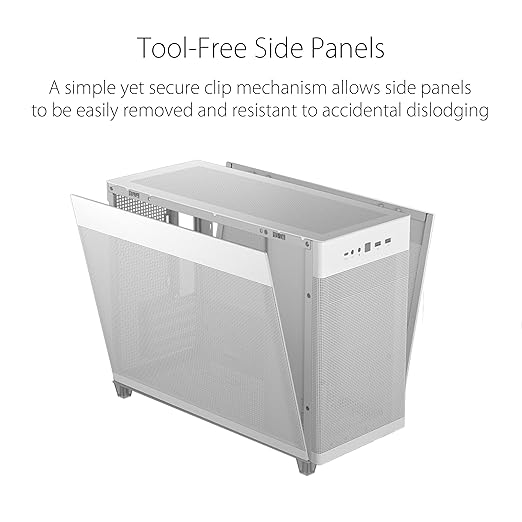 Tool-Free Side Panels
A simple yet secure clip mechanism allows side panels
to be easily removed and resistant to accidental dislodging